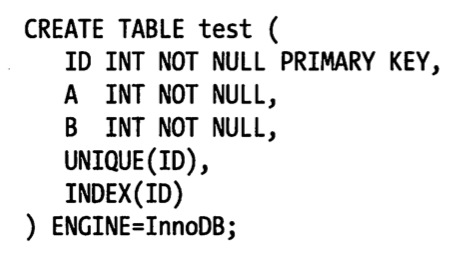 CREATE TABLE test (
   ID INT NOT NULL PRIMARY KEY,
   A  INT NOT NULL,
   B  INT NOT NULL,
   UNIQUE(ID),
   INDEX(ID)
) ENGINE=InnoDB;